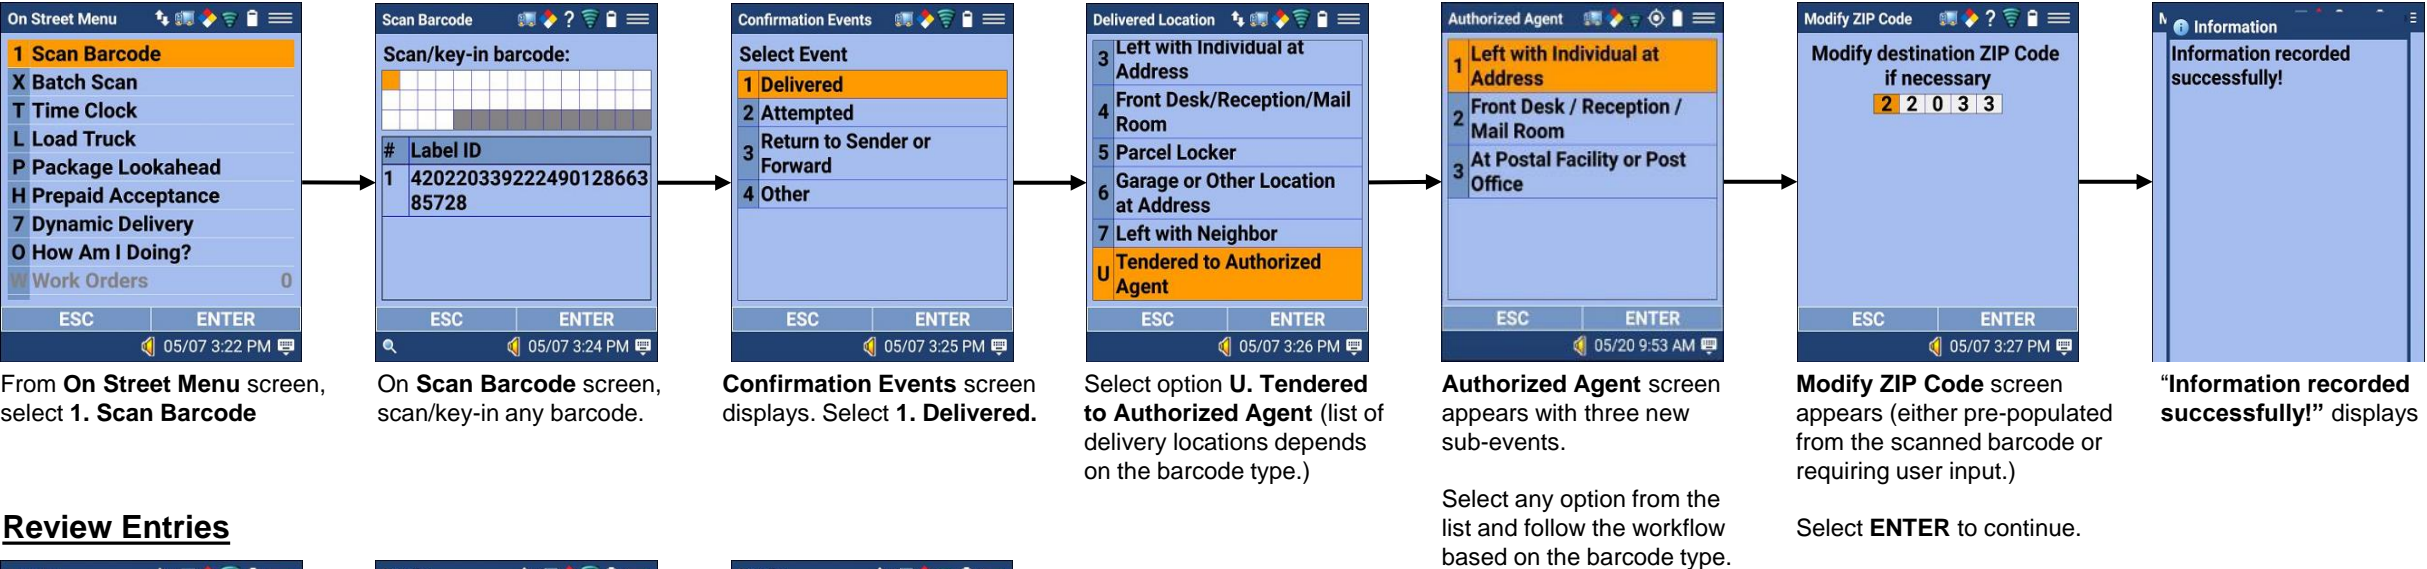 On Street Menu
1 Scan Barcode
X Batch Scan
T Time Clock
L Load Truck
P Package Lookahead
H Prepaid Acceptance
7 Dynamic Delivery
O How Am I Doing?
W Work Orders 0
ESC ENTER
05/07 3:22 PM
From On Street Menu screen,
select 1. Scan Barcode
Scan Barcode ?
Scan/key-in barcode:
# Label ID
1 420220339222490128663
85728
ESC ENTER
05/07 3:24 PM
On Scan Barcode screen,
scan/key-in any barcode.
Confirmation Events
Select Event
1 Delivered
2 Attempted
3 Return to Sender or
Forward
4 Other
ESC ENTER
05/07 3:25 PM
Confirmation Events screen
displays. Select 1. Delivered.
Delivered Location
3 Left with Individual at
Address
4 Front Desk/Reception/Mail
Room
5 Parcel Locker
6 Garage or Other Location
at Address
7 Left with Neighbor
U Tendered to Authorized
Agent
ESC ENTER
05/07 3:26 PM
Select option U. Tendered
to Authorized Agent (list of
delivery locations depends
on the barcode type.)
Authorized Agent
1 Left with Individual at
Address
2 Front Desk / Reception /
Mail Room
3 At Postal Facility or Post
Office
ESC ENTER
05/20 9:53 AM
Authorized Agent screen
appears with three new
sub-events.
Select any option from the
list and follow the workflow
based on the barcode type.
Modify ZIP Code ?
Modify destination ZIP Code
if necessary
2 2 0 3 3
ESC ENTER
05/07 3:27 PM
Modify ZIP Code screen
appears (either pre-populated
from the scanned barcode or
requiring user input.)
Select ENTER to continue.
Information
Information recorded
successfully!
“Information recorded
successfully!” displays
Review Entries